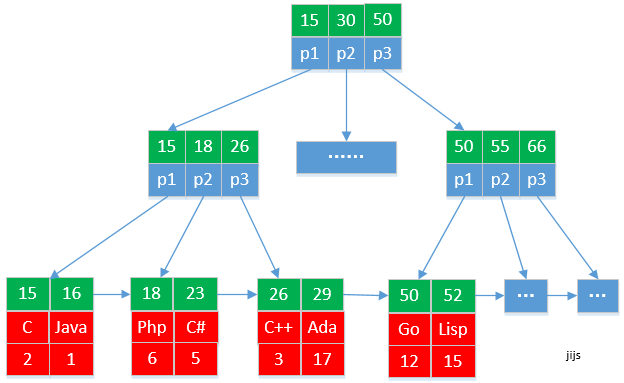 15 30 50
p1 p2 p3
15 18 26
p1 p2 p3
......
50 55 66
p1 p2 p3
15 16
C Java
2 1
18 23
Php C#
6 5
26 29
C++ Ada
3 17
50 52
Go Lisp
12 15
...
...
jijs